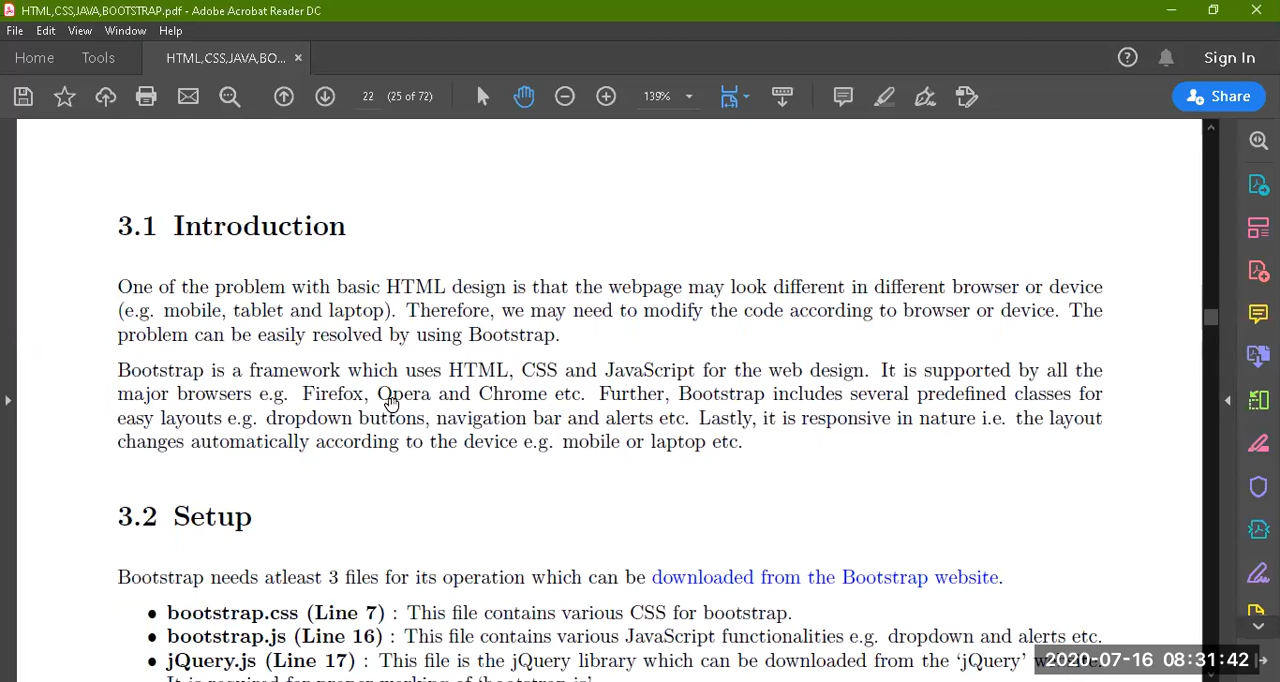 HTML,CSS,JAVA,BOOTSTRAP.pdf - Adobe Acrobat Reader DC
File Edit View Window Help
Home Tools HTML,CSS,JAVA,BO... × Sign In
22 (25 of 72) 139% Share
3.1 Introduction
One of the problem with basic HTML design is that the webpage may look different in different browser or device
(e.g. mobile, tablet and laptop). Therefore, we may need to modify the code according to browser or device. The
problem can be easily resolved by using Bootstrap.
Bootstrap is a framework which uses HTML, CSS and JavaScript for the web design. It is supported by all the
major browsers e.g. Firefox, Opera and Chrome etc. Further, Bootstrap includes several predefined classes for
easy layouts e.g. dropdown buttons, navigation bar and alerts etc. Lastly, it is responsive in nature i.e. the layout
changes automatically according to the device e.g. mobile or laptop etc.
3.2 Setup
Bootstrap needs atleast 3 files for its operation which can be downloaded from the Bootstrap website.
• bootstrap.css (Line 7) : This file contains various CSS for bootstrap.
• bootstrap.js (Line 16) : This file contains various JavaScript functionalities e.g. dropdown and alerts etc.
• jQuery.js (Line 17) : This file is the jQuery library which can be downloaded from the ‘jQuery’
It is required for proper working of ‘bootstrap.js’
2020-07-16 08:31:42